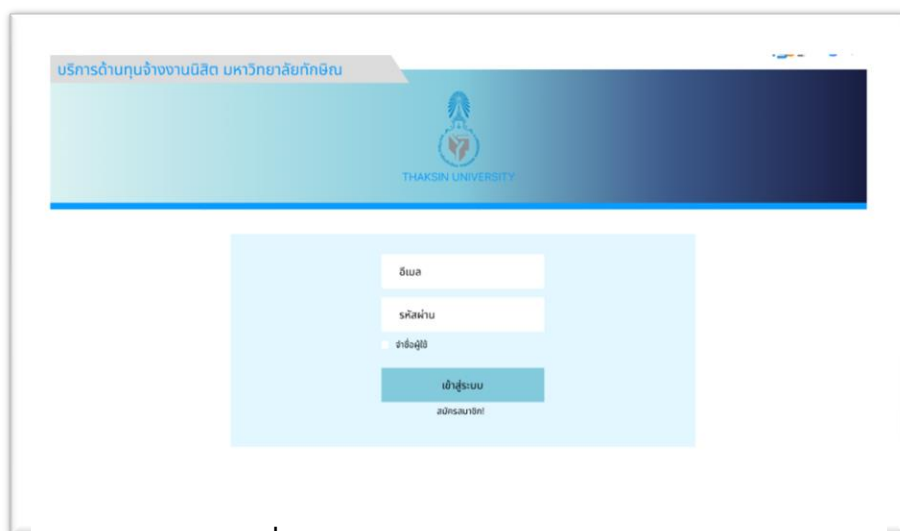 บริการด้านทุนจ้างงานนิสิต มหาวิทยาลัยทักษิณ
THAKSIN UNIVERSITY
อีเมล
รหัสผ่าน
จำชื่อผู้ใช้
เข้าสู่ระบบ
สมัครสมาชิก!